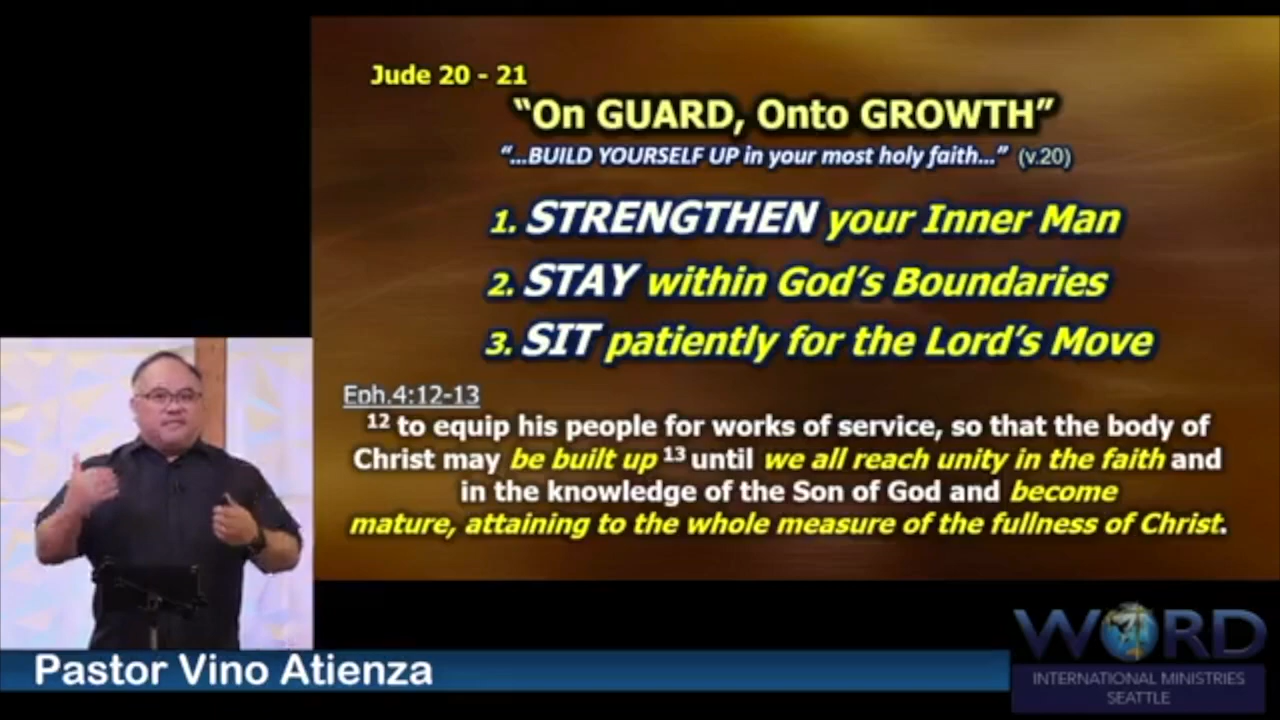 Jude 20 - 21
“On GUARD, Onto GROWTH”
“...BUILD YOURSELF UP in your most holy faith...” (v.20)
1. STRENGTHEN your Inner Man
2. STAY within God’s Boundaries
3. SIT patiently for the Lord’s Move
Eph.4:12-13
12 to equip his people for works of service, so that the body of
Christ may be built up 13 until we all reach unity in the faith and
in the knowledge of the Son of God and become
mature, attaining to the whole measure of the fullness of Christ.
Pastor Vino Atienza
WORD
INTERNATIONAL MINISTRIES
SEATTLE